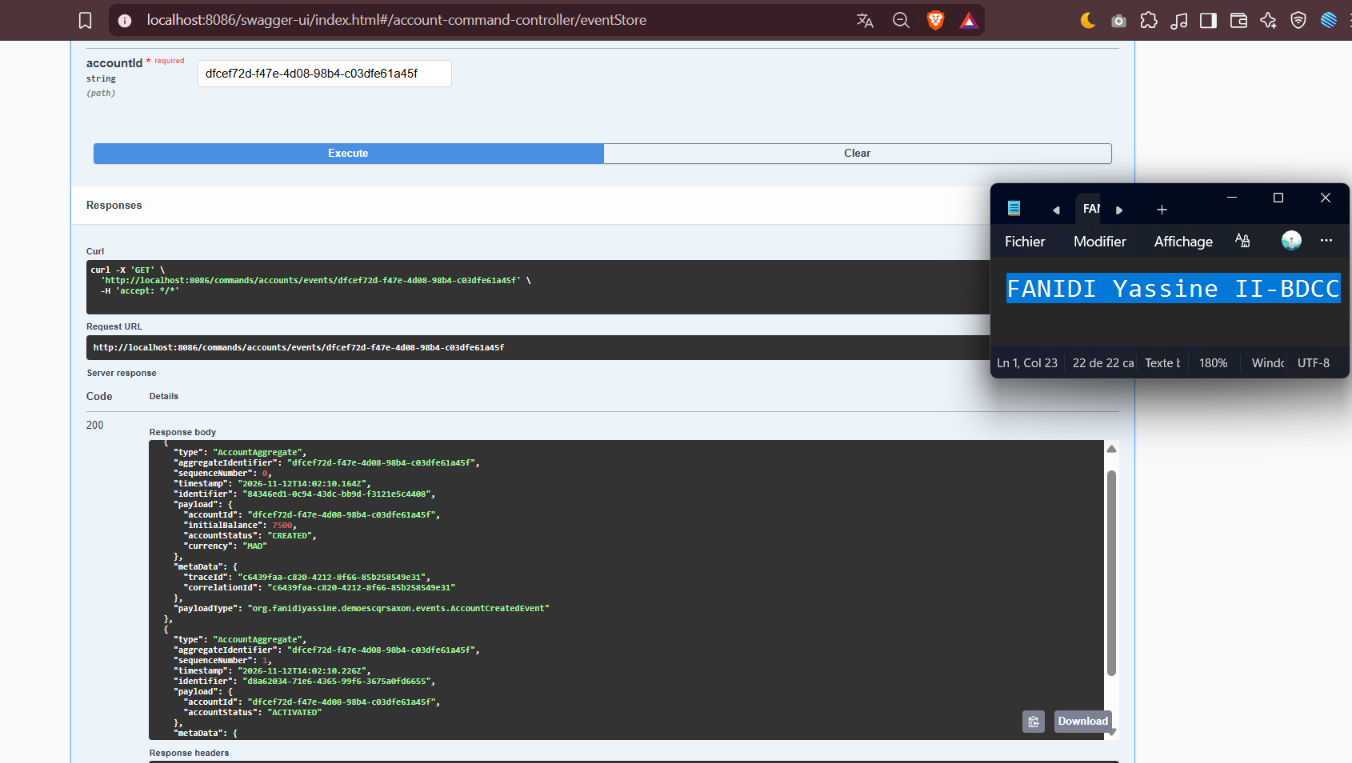 localhost:8086/swagger-ui/index.html#/account-command-controller/eventStore
accountId * required
string
(path)
dfcef72d-f47e-4d08-98b4-c03dfe61a45f
Execute
Clear
Responses
Curl
curl -X 'GET' \
'http://localhost:8086/commands/accounts/events/dfcef72d-f47e-4d08-98b4-c03dfe61a45f' \
-H 'accept: */*'
Request URL
http://localhost:8086/commands/accounts/events/dfcef72d-f47e-4d08-98b4-c03dfe61a45f
Server response
Code
Details
200
Response body
{
"type": "AccountAggregate",
"aggregateIdentifier": "dfcef72d-f47e-4d08-98b4-c03dfe61a45f",
"sequenceNumber": 0,
"timestamp": "2026-11-12T14:02:10.164Z",
"identifier": "84346ed1-0c94-43dc-bb9d-f3121e5c4408",
"payload": {
"accountId": "dfcef72d-f47e-4d08-98b4-c03dfe61a45f",
"initialBalance": 7500,
"accountStatus": "CREATED",
"currency": "MAD"
},
"metaData": {
"traceId": "c6439faa-c820-4212-8f66-85b258549e31",
"correlationId": "c6439faa-c820-4212-8f66-85b258549e31"
},
"payloadType": "org.fanidiyassine.demoescqrsaxon.events.AccountCreatedEvent"
},
{
"type": "AccountAggregate",
"aggregateIdentifier": "dfcef72d-f47e-4d08-98b4-c03dfe61a45f",
"sequenceNumber": 1,
"timestamp": "2026-11-12T14:02:10.226Z",
"identifier": "d8a62034-71e6-4365-99f6-3675a0fd6655",
"payload": {
"accountId": "dfcef72d-f47e-4d08-98b4-c03dfe61a45f",
"accountStatus": "ACTIVATED"
},
"metaData": {
Download
Response headers
FANI
Fichier
Modifier
Affichage
FANIDI Yassine II-BDCC
Ln 1, Col 23
22 de 22 ca
Texte b
180%
Windo
UTF-8